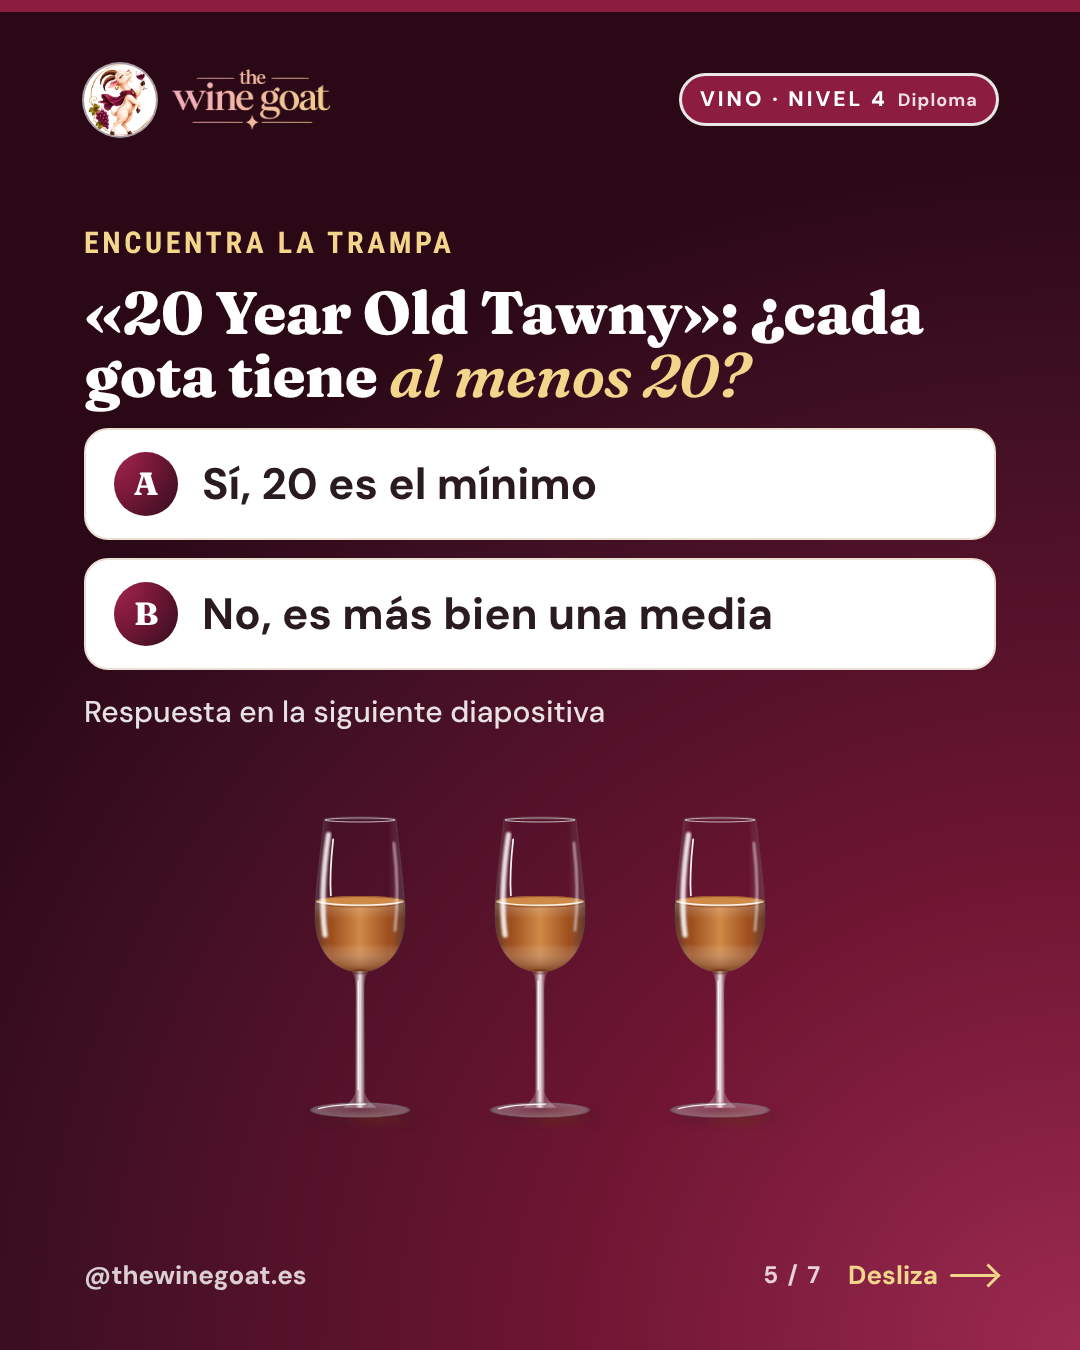 the
wine goat
VINO · NIVEL 4 Diploma
ENCUENTRA LA TRAMPA
«20 Year Old Tawny»: ¿cada
gota tiene al menos 20?
A Sí, 20 es el mínimo
B No, es más bien una media
Respuesta en la siguiente diapositiva
@thewinegoat.es
5 / 7 Desliza